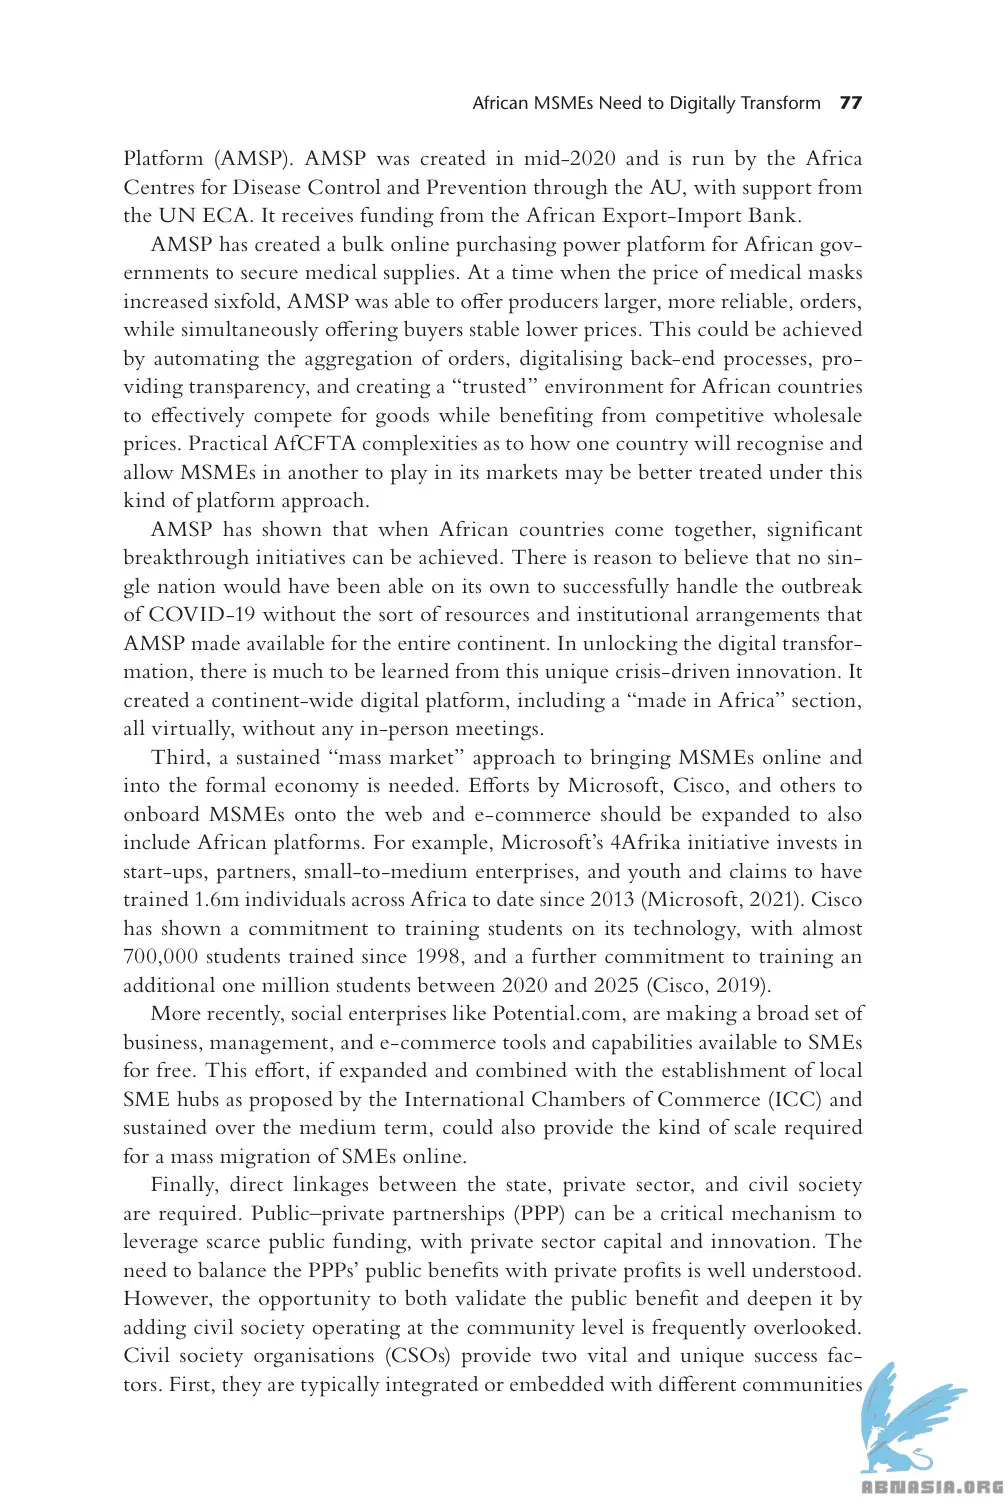 African MSMEs Need to Digitally Transform 77
Platform (AMSP). AMSP was created in mid-2020 and is run by the Africa
Centres for Disease Control and Prevention through the AU, with support from
the UN ECA. It receives funding from the African Export-Import Bank.
AMSP has created a bulk online purchasing power platform for African gov-
ernments to secure medical supplies. At a time when the price of medical masks
increased sixfold, AMSP was able to offer producers larger, more reliable, orders,
while simultaneously offering buyers stable lower prices. This could be achieved
by automating the aggregation of orders, digitalising back-end processes, pro-
viding transparency, and creating a “trusted” environment for African countries
to effectively compete for goods while benefiting from competitive wholesale
prices. Practical AfCFTA complexities as to how one country will recognise and
allow MSMEs in another to play in its markets may be better treated under this
kind of platform approach.
AMSP has shown that when African countries come together, significant
breakthrough initiatives can be achieved. There is reason to believe that no sin-
gle nation would have been able on its own to successfully handle the outbreak
of COVID-19 without the sort of resources and institutional arrangements that
AMSP made available for the entire continent. In unlocking the digital transfor-
mation, there is much to be learned from this unique crisis-driven innovation. It
created a continent-wide digital platform, including a “made in Africa” section,
all virtually, without any in-person meetings.
Third, a sustained “mass market” approach to bringing MSMEs online and
into the formal economy is needed. Efforts by Microsoft, Cisco, and others to
onboard MSMEs onto the web and e-commerce should be expanded to also
include African platforms. For example, Microsoft’s 4Afrika initiative invests in
start-ups, partners, small-to-medium enterprises, and youth and claims to have
trained 1.6m individuals across Africa to date since 2013 (Microsoft, 2021). Cisco
has shown a commitment to training students on its technology, with almost
700,000 students trained since 1998, and a further commitment to training an
additional one million students between 2020 and 2025 (Cisco, 2019).
More recently, social enterprises like Potential.com, are making a broad set of
business, management, and e-commerce tools and capabilities available to SMEs
for free. This effort, if expanded and combined with the establishment of local
SME hubs as proposed by the International Chambers of Commerce (ICC) and
sustained over the medium term, could also provide the kind of scale required
for a mass migration of SMEs online.
Finally, direct linkages between the state, private sector, and civil society
are required. Public–private partnerships (PPP) can be a critical mechanism to
leverage scarce public funding, with private sector capital and innovation. The
need to balance the PPPs’ public benefits with private profits is well understood.
However, the opportunity to both validate the public benefit and deepen it by
adding civil society operating at the community level is frequently overlooked.
Civil society organisations (CSOs) provide two vital and unique success fac-
tors. First, they are typically integrated or embedded with different communities
ABNASIA.ORG